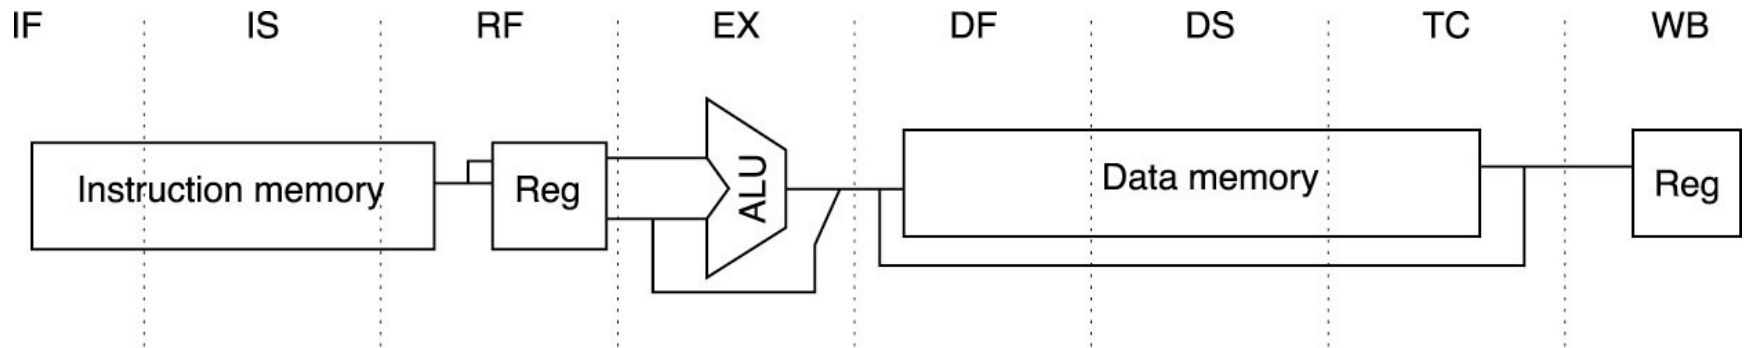 IF IS RF EX DF DS TC WB
Instruction memory Reg ALU Data memory Reg